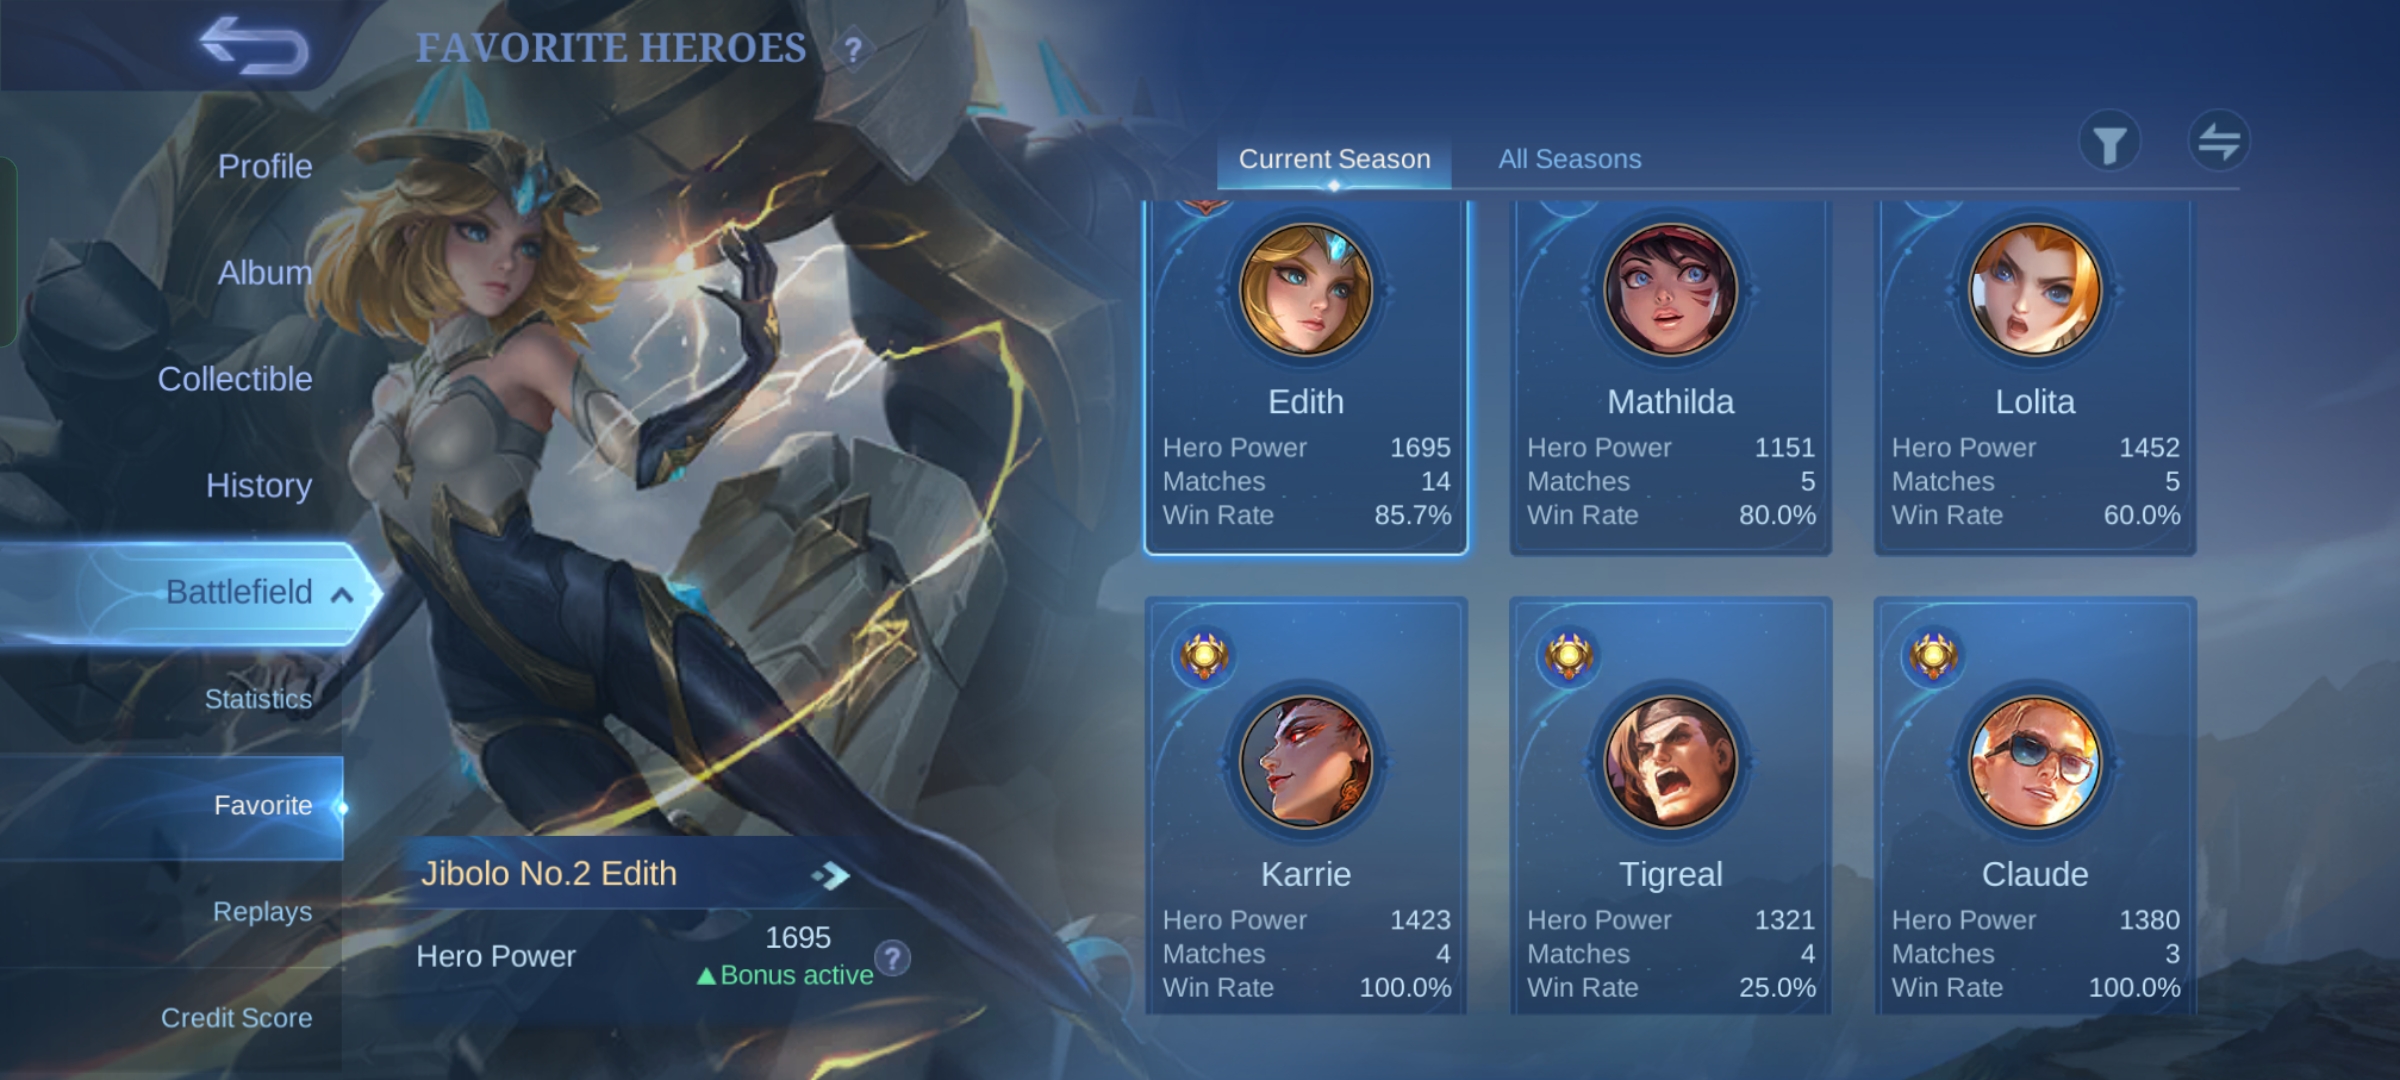 FAVORITE HEROES ?
Profile
Album
Collectible
History
Battlefield
Statistics
Favorite
Replays
Credit Score
Jibolo No.2 Edith
Hero Power
1695
Bonus active
?
Current Season
All Seasons
Edith
Hero Power 1695
Matches 14
Win Rate 85.7%
Mathilda
Hero Power 1151
Matches 5
Win Rate 80.0%
Lolita
Hero Power 1452
Matches 5
Win Rate 60.0%
Karrie
Hero Power 1423
Matches 4
Win Rate 100.0%
Tigreal
Hero Power 1321
Matches 4
Win Rate 25.0%
Claude
Hero Power 1380
Matches 3
Win Rate 100.0%